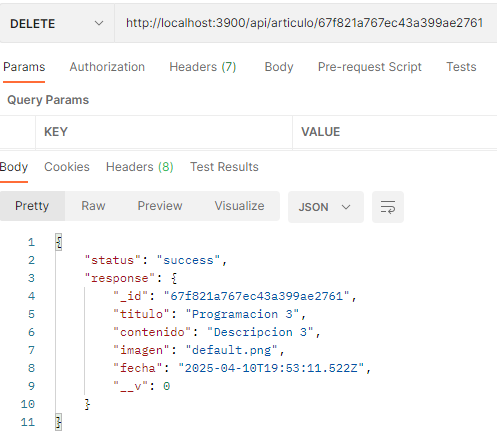 DELETE http://localhost:3900/api/articulo/67f821a767ec43a399ae2761
Params Authorization Headers (7) Body Pre-request Script Tests
Query Params
KEY VALUE
Body Cookies Headers (8) Test Results
Pretty Raw Preview Visualize JSON
1 {
2 "status": "success",
3 "response": {
4 "_id": "67f821a767ec43a399ae2761",
5 "titulo": "Programacion 3",
6 "contenido": "Descripcion 3",
7 "imagen": "default.png",
8 "fecha": "2025-04-10T19:53:11.522Z",
9 "__v": 0
10 }
11 }